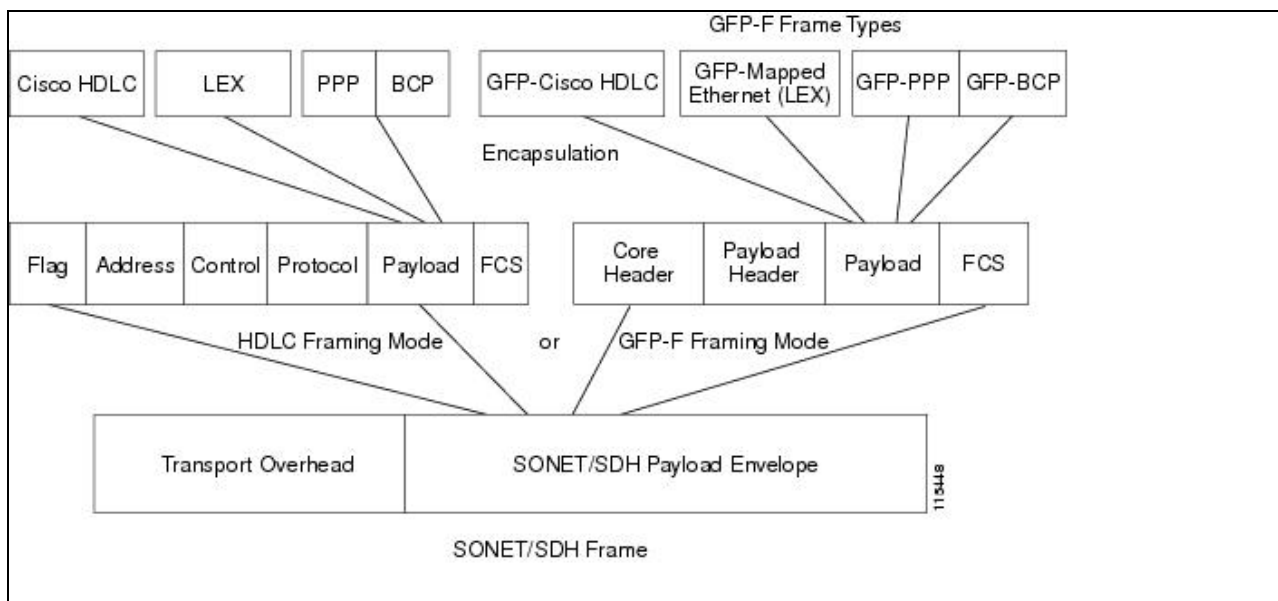 GFP-F Frame Types
Cisco HDLC
LEX
PPP
BCP
GFP-Cisco HDLC
GFP-Mapped
Ethernet (LEX)
GFP-PPP
GFP-BCP
Encapsulation
Flag
Address
Control
Protocol
Payload
FCS
Core
Header
Payload
Header
Payload
FCS
HDLC Framing Mode
or
GFP-F Framing Mode
Transport Overhead
SONET/SDH Payload Envelope
115448
SONET/SDH Frame